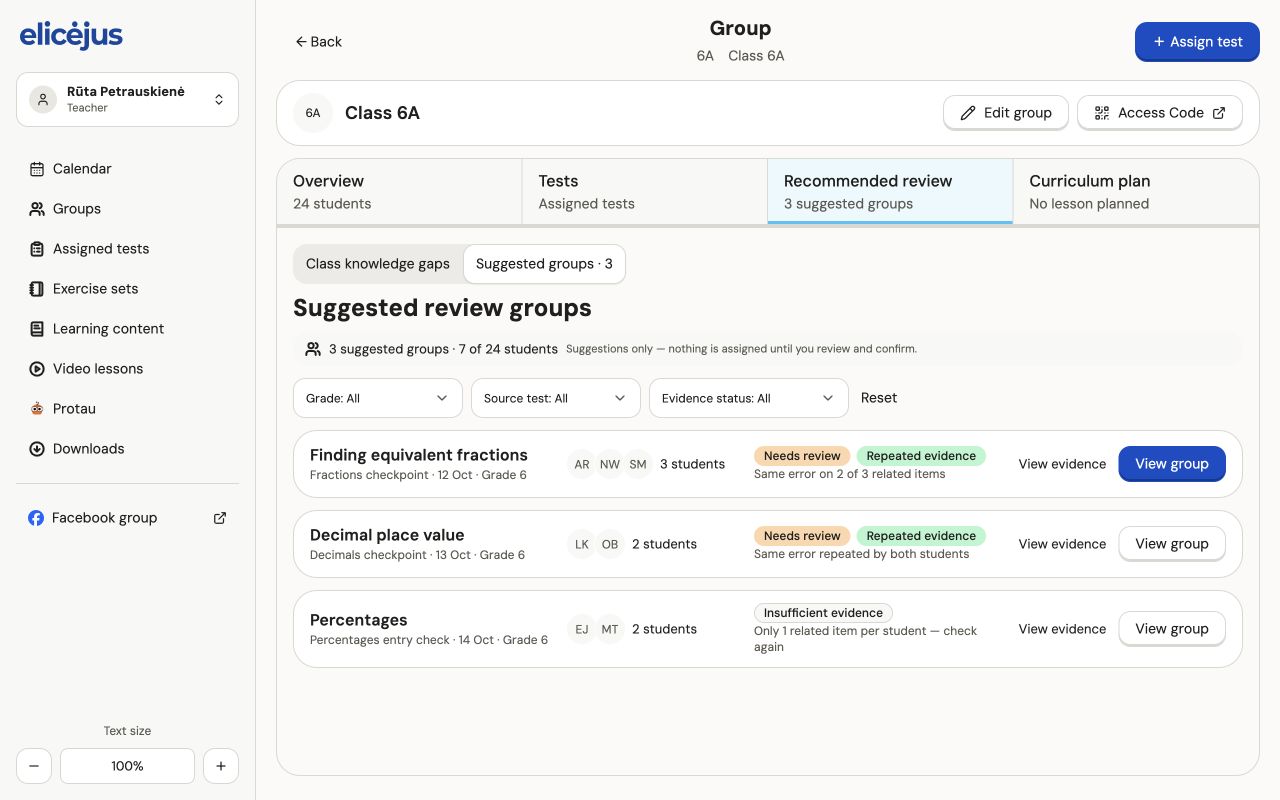 elicėjus
Rūta Petrauskienė
Teacher
Calendar
Groups
Assigned tests
Exercise sets
Learning content
Video lessons
Protau
Downloads
Facebook group
Text size
− 100% +
← Back
Group
6A Class 6A
+ Assign test
6A Class 6A
Edit group
Access Code
Overview
24 students
Tests
Assigned tests
Recommended review
3 suggested groups
Curriculum plan
No lesson planned
Class knowledge gaps
Suggested groups · 3
Suggested review groups
3 suggested groups · 7 of 24 students Suggestions only — nothing is assigned until you review and confirm.
Grade: All
Source test: All
Evidence status: All
Reset
Finding equivalent fractions
Fractions checkpoint · 12 Oct · Grade 6
AR NW SM 3 students
Needs review Repeated evidence
Same error on 2 of 3 related items
View evidence
View group
Decimal place value
Decimals checkpoint · 13 Oct · Grade 6
LK OB 2 students
Needs review Repeated evidence
Same error repeated by both students
View evidence
View group
Percentages
Percentages entry check · 14 Oct · Grade 6
EJ MT 2 students
Insufficient evidence
Only 1 related item per student — check
again
View evidence
View group